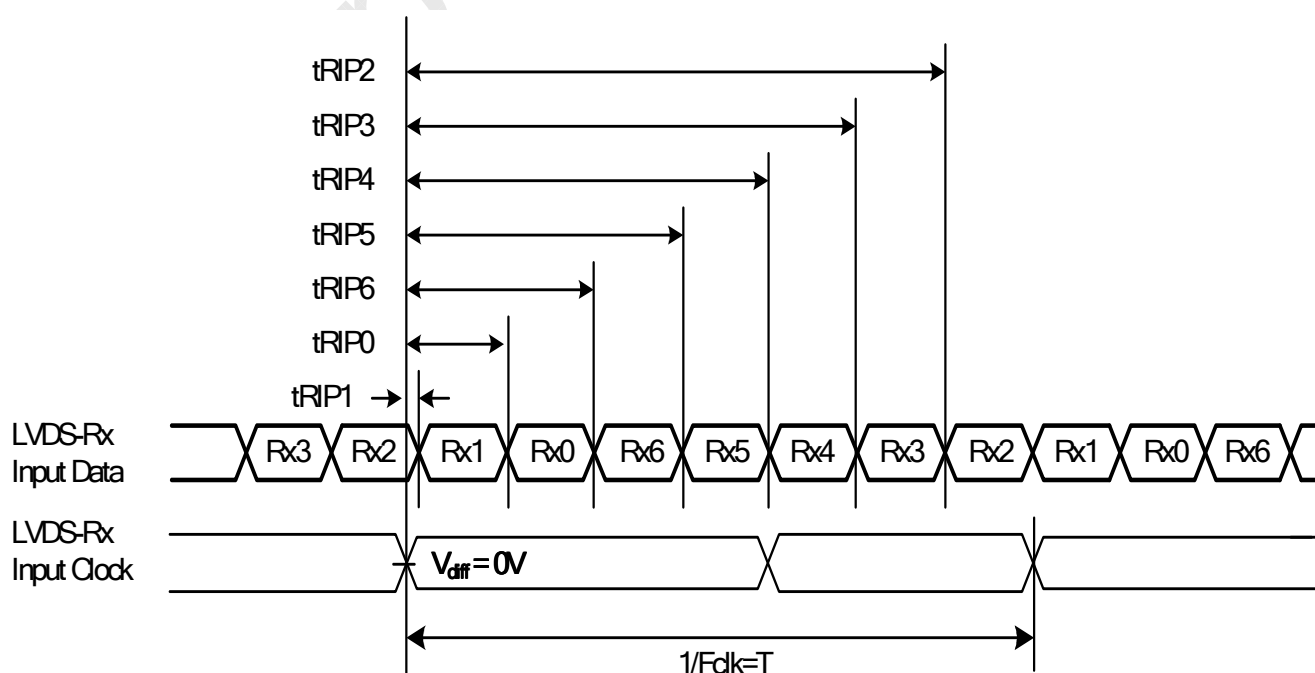 tRIP2
tRIP3
tRIP4
tRIP5
tRIP6
tRIP0
tRIP1
LVDS-Rx
Input Data
Rx3 Rx2 Rx1 Rx0 Rx6 Rx5 Rx4 Rx3 Rx2 Rx1 Rx0 Rx6
LVDS-Rx
Input Clock
Vdiff = 0V
1/Fclk=T